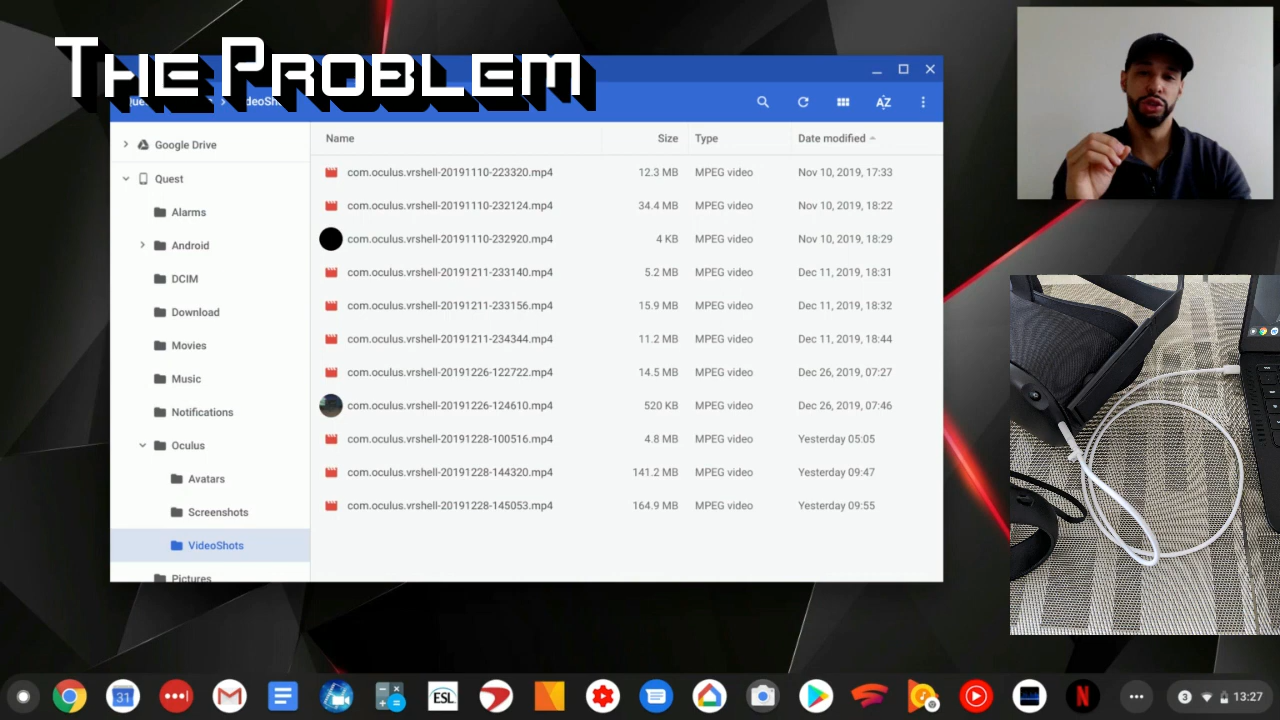 The Problem
Name Size Type Date modified
Google Drive
Quest
Alarms
Android
DCIM
Download
Movies
Music
Notifications
Oculus
Avatars
Screenshots
VideoShots
Pictures
com.oculus.vrshell-20191110-223320.mp4 12.3 MB MPEG video Nov 10, 2019, 17:33
com.oculus.vrshell-20191110-232124.mp4 34.4 MB MPEG video Nov 10, 2019, 18:22
com.oculus.vrshell-20191110-232920.mp4 4 KB MPEG video Nov 10, 2019, 18:29
com.oculus.vrshell-20191211-233140.mp4 5.2 MB MPEG video Dec 11, 2019, 18:31
com.oculus.vrshell-20191211-233156.mp4 15.9 MB MPEG video Dec 11, 2019, 18:32
com.oculus.vrshell-20191211-234344.mp4 11.2 MB MPEG video Dec 11, 2019, 18:44
com.oculus.vrshell-20191226-122722.mp4 14.5 MB MPEG video Dec 26, 2019, 07:27
com.oculus.vrshell-20191226-124610.mp4 520 KB MPEG video Dec 26, 2019, 07:46
com.oculus.vrshell-20191228-100516.mp4 4.8 MB MPEG video Yesterday 05:05
com.oculus.vrshell-20191228-144320.mp4 141.2 MB MPEG video Yesterday 09:47
com.oculus.vrshell-20191228-145053.mp4 164.9 MB MPEG video Yesterday 09:55
AZ
31
ESL
N
3 13:27